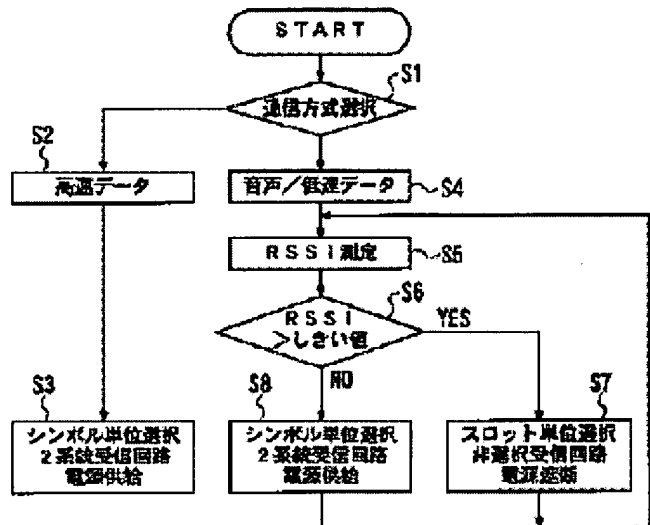 START
S1
通信方式選択
S2
高速データ
音声/低速データ
S4
RSSI測定
S5
S6
RSSI
>しきい値
YES
NO
S3
シンボル単位選択
2系統受信回路
電源供給
S8
シンボル単位選択
2系統受信回路
電源供給
S7
スロット単位選択
非選択受信回路
電源遮断